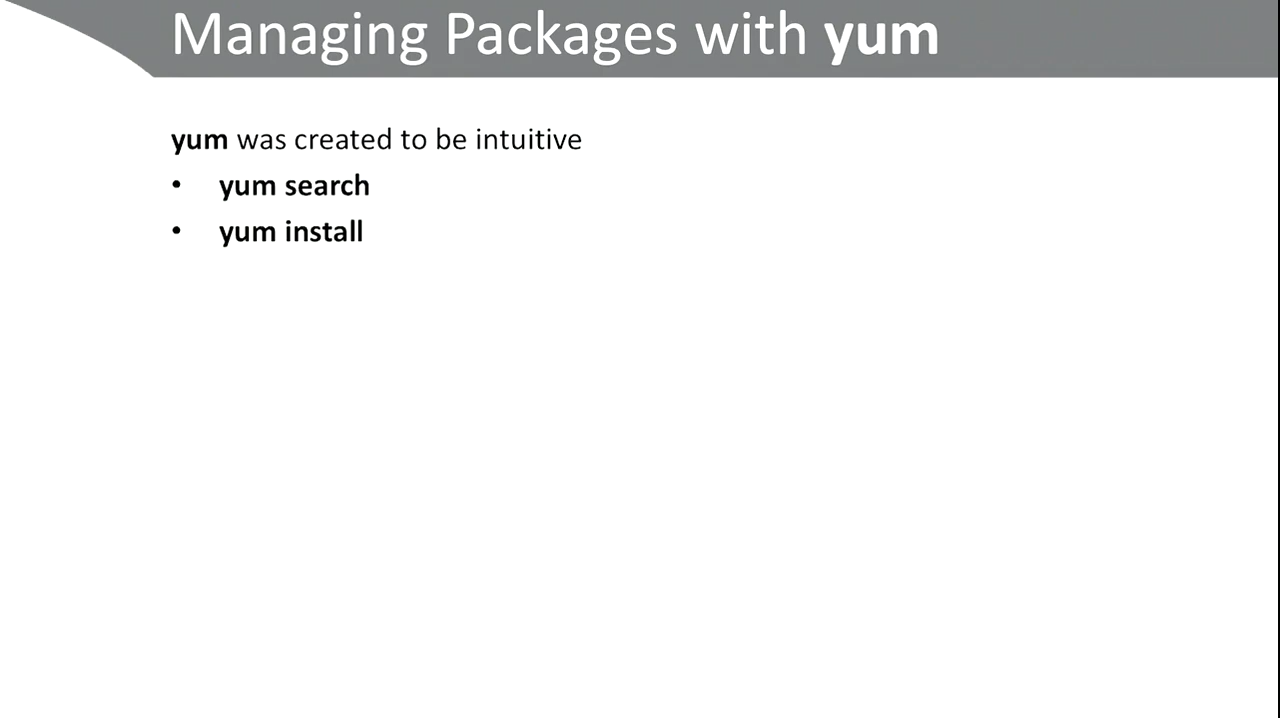 Managing Packages with yum
yum was created to be intuitive
• yum search
• yum install